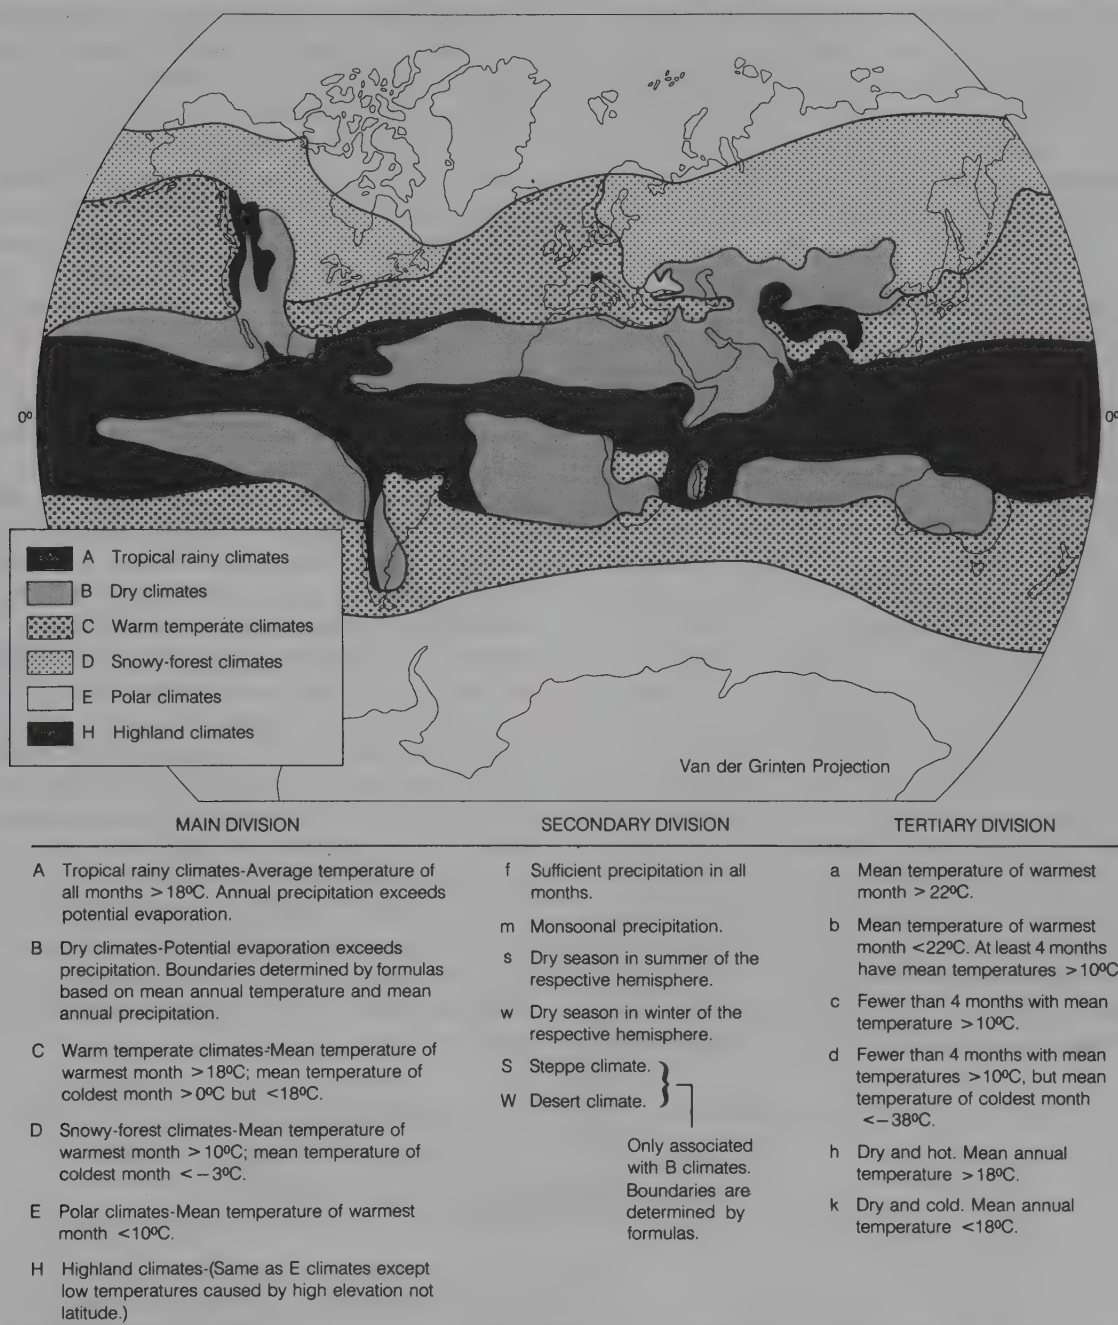 0º
0º
A Tropical rainy climates
B Dry climates
C Warm temperate climates
D Snowy-forest climates
E Polar climates
H Highland climates
Van der Grinten Projection
MAIN DIVISION
A Tropical rainy climates-Average temperature of
all months >18ºC. Annual precipitation exceeds
potential evaporation.
B Dry climates-Potential evaporation exceeds
precipitation. Boundaries determined by formulas
based on mean annual temperature and mean
annual precipitation.
C Warm temperate climates-Mean temperature of
warmest month >18ºC; mean temperature of
coldest month >0ºC but <18ºC.
D Snowy-forest climates-Mean temperature of
warmest month >10ºC; mean temperature of
coldest month <-3ºC.
E Polar climates-Mean temperature of warmest
month <10ºC.
H Highland climates-(Same as E climates except
low temperatures caused by high elevation not
latitude.)
SECONDARY DIVISION
f Sufficient precipitation in all
months.
m Monsoonal precipitation.
s Dry season in summer of the
respective hemisphere.
w Dry season in winter of the
respective hemisphere.
S Steppe climate.
W Desert climate.
Only associated
with B climates.
Boundaries are
determined by
formulas.
TERTIARY DIVISION
a Mean temperature of warmest
month >22ºC.
b Mean temperature of warmest
month <22ºC. At least 4 months
have mean temperatures >10ºC
c Fewer than 4 months with mean
temperature >10ºC.
d Fewer than 4 months with mean
temperatures >10ºC, but mean
temperature of coldest month
<-38ºC.
h Dry and hot. Mean annual
temperature >18ºC.
k Dry and cold. Mean annual
temperature <18ºC.